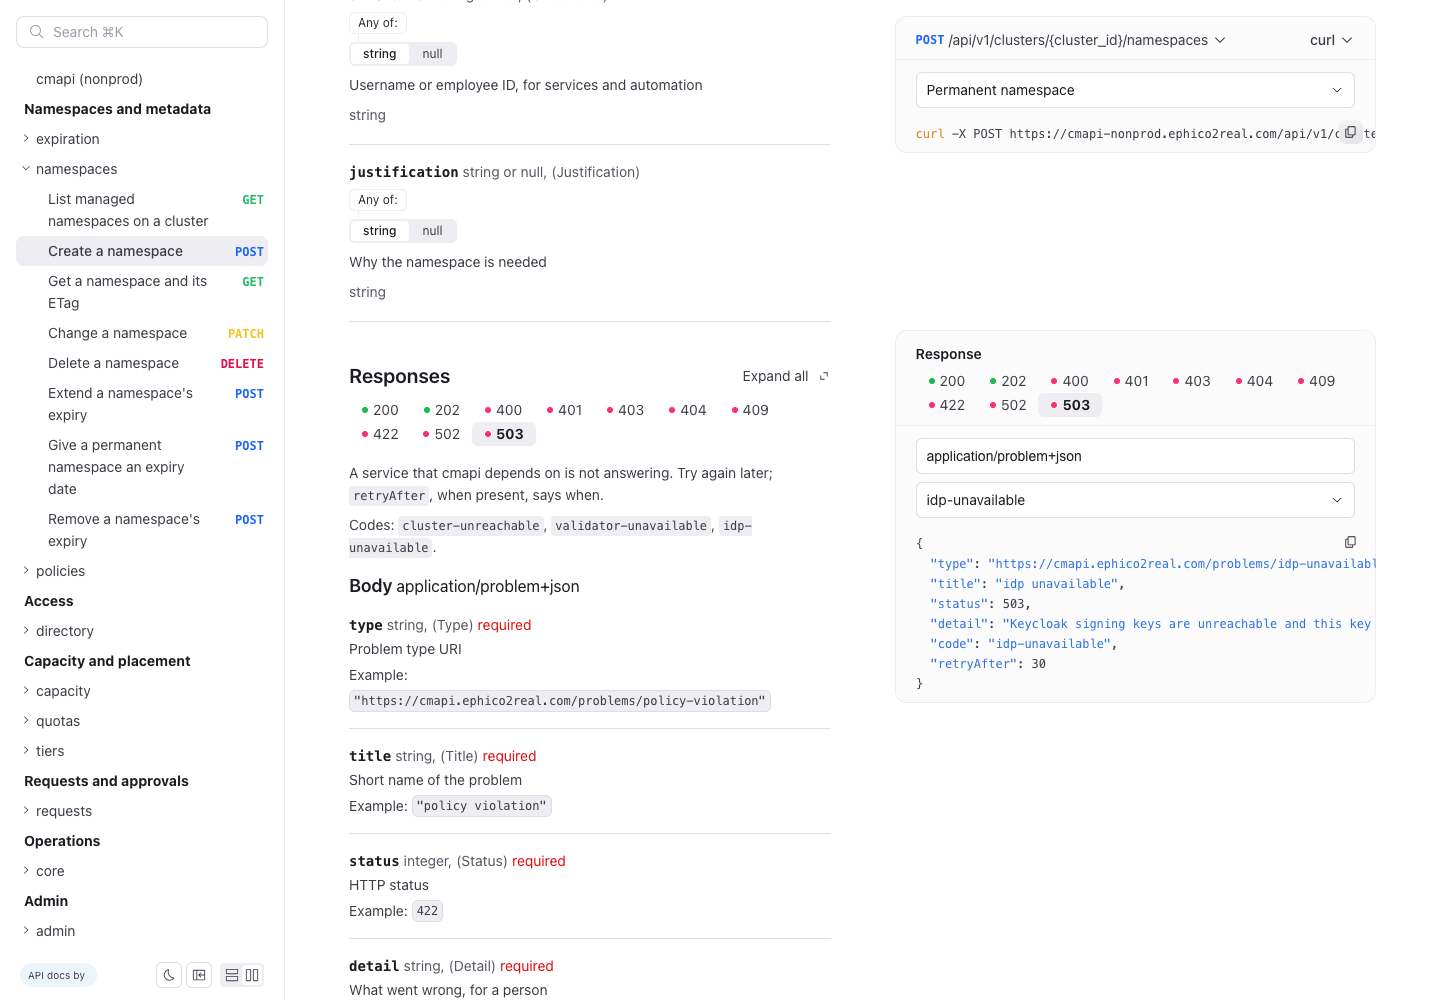 Search ⌘K
cmapi (nonprod)
Namespaces and metadata
expiration
namespaces
List managed namespaces on a cluster GET
Create a namespace POST
Get a namespace and its ETag GET
Change a namespace PATCH
Delete a namespace DELETE
Extend a namespace's expiry POST
Give a permanent namespace an expiry date POST
Remove a namespace's expiry POST
policies
Access
directory
Capacity and placement
capacity
quotas
tiers
Requests and approvals
requests
Operations
core
Admin
admin
API docs by
Any of:
string null
Username or employee ID, for services and automation
string
justification string or null, (Justification)
Any of:
string null
Why the namespace is needed
string
Responses Expand all
200 202 400 401 403 404 409
422 502 503
A service that cmapi depends on is not answering. Try again later;
retryAfter, when present, says when.
Codes: cluster-unreachable, validator-unavailable, idp-
unavailable.
Body application/problem+json
type string, (Type) required
Problem type URI
Example:
"https://cmapi.ephico2real.com/problems/policy-violation"
title string, (Title) required
Short name of the problem
Example: "policy violation"
status integer, (Status) required
HTTP status
Example: 422
detail string, (Detail) required
What went wrong, for a person
POST /api/v1/clusters/{cluster_id}/namespaces curl
Permanent namespace
curl -X POST https://cmapi-nonprod.ephico2real.com/api/v1/
Response
200 202 400 401 403 404 409
422 502 503
application/problem+json
idp-unavailable
{
"type": "https://cmapi.ephico2real.com/problems/idp-unavailabl
"title": "idp unavailable",
"status": 503,
"detail": "Keycloak signing keys are unreachable and this key
"code": "idp-unavailable",
"retryAfter": 30
}